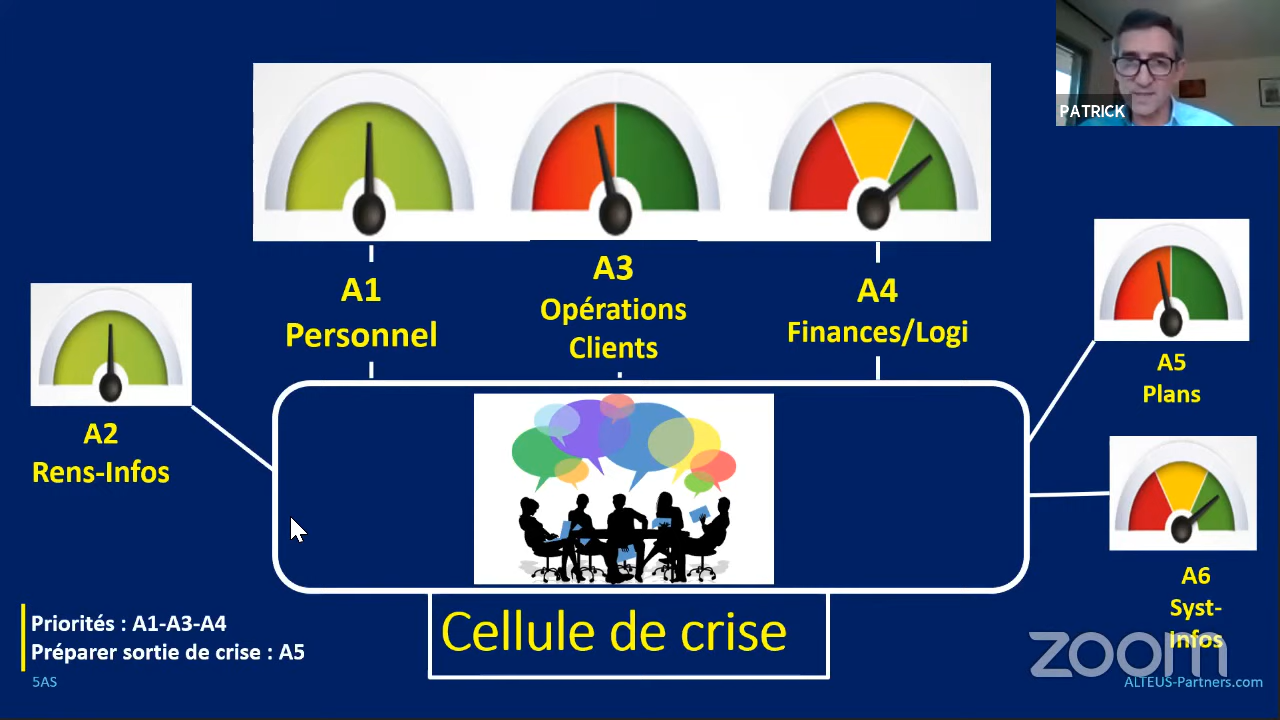 PATRICK
A1
Personnel
A3
Opérations
Clients
A4
Finances/Logi
A5
Plans
A2
Rens-Infos
A6
Syst-
Infos
Cellule de crise
Priorités : A1-A3-A4
Préparer sortie de crise : A5
5AS
zoom
ALTEUS-Partners.com